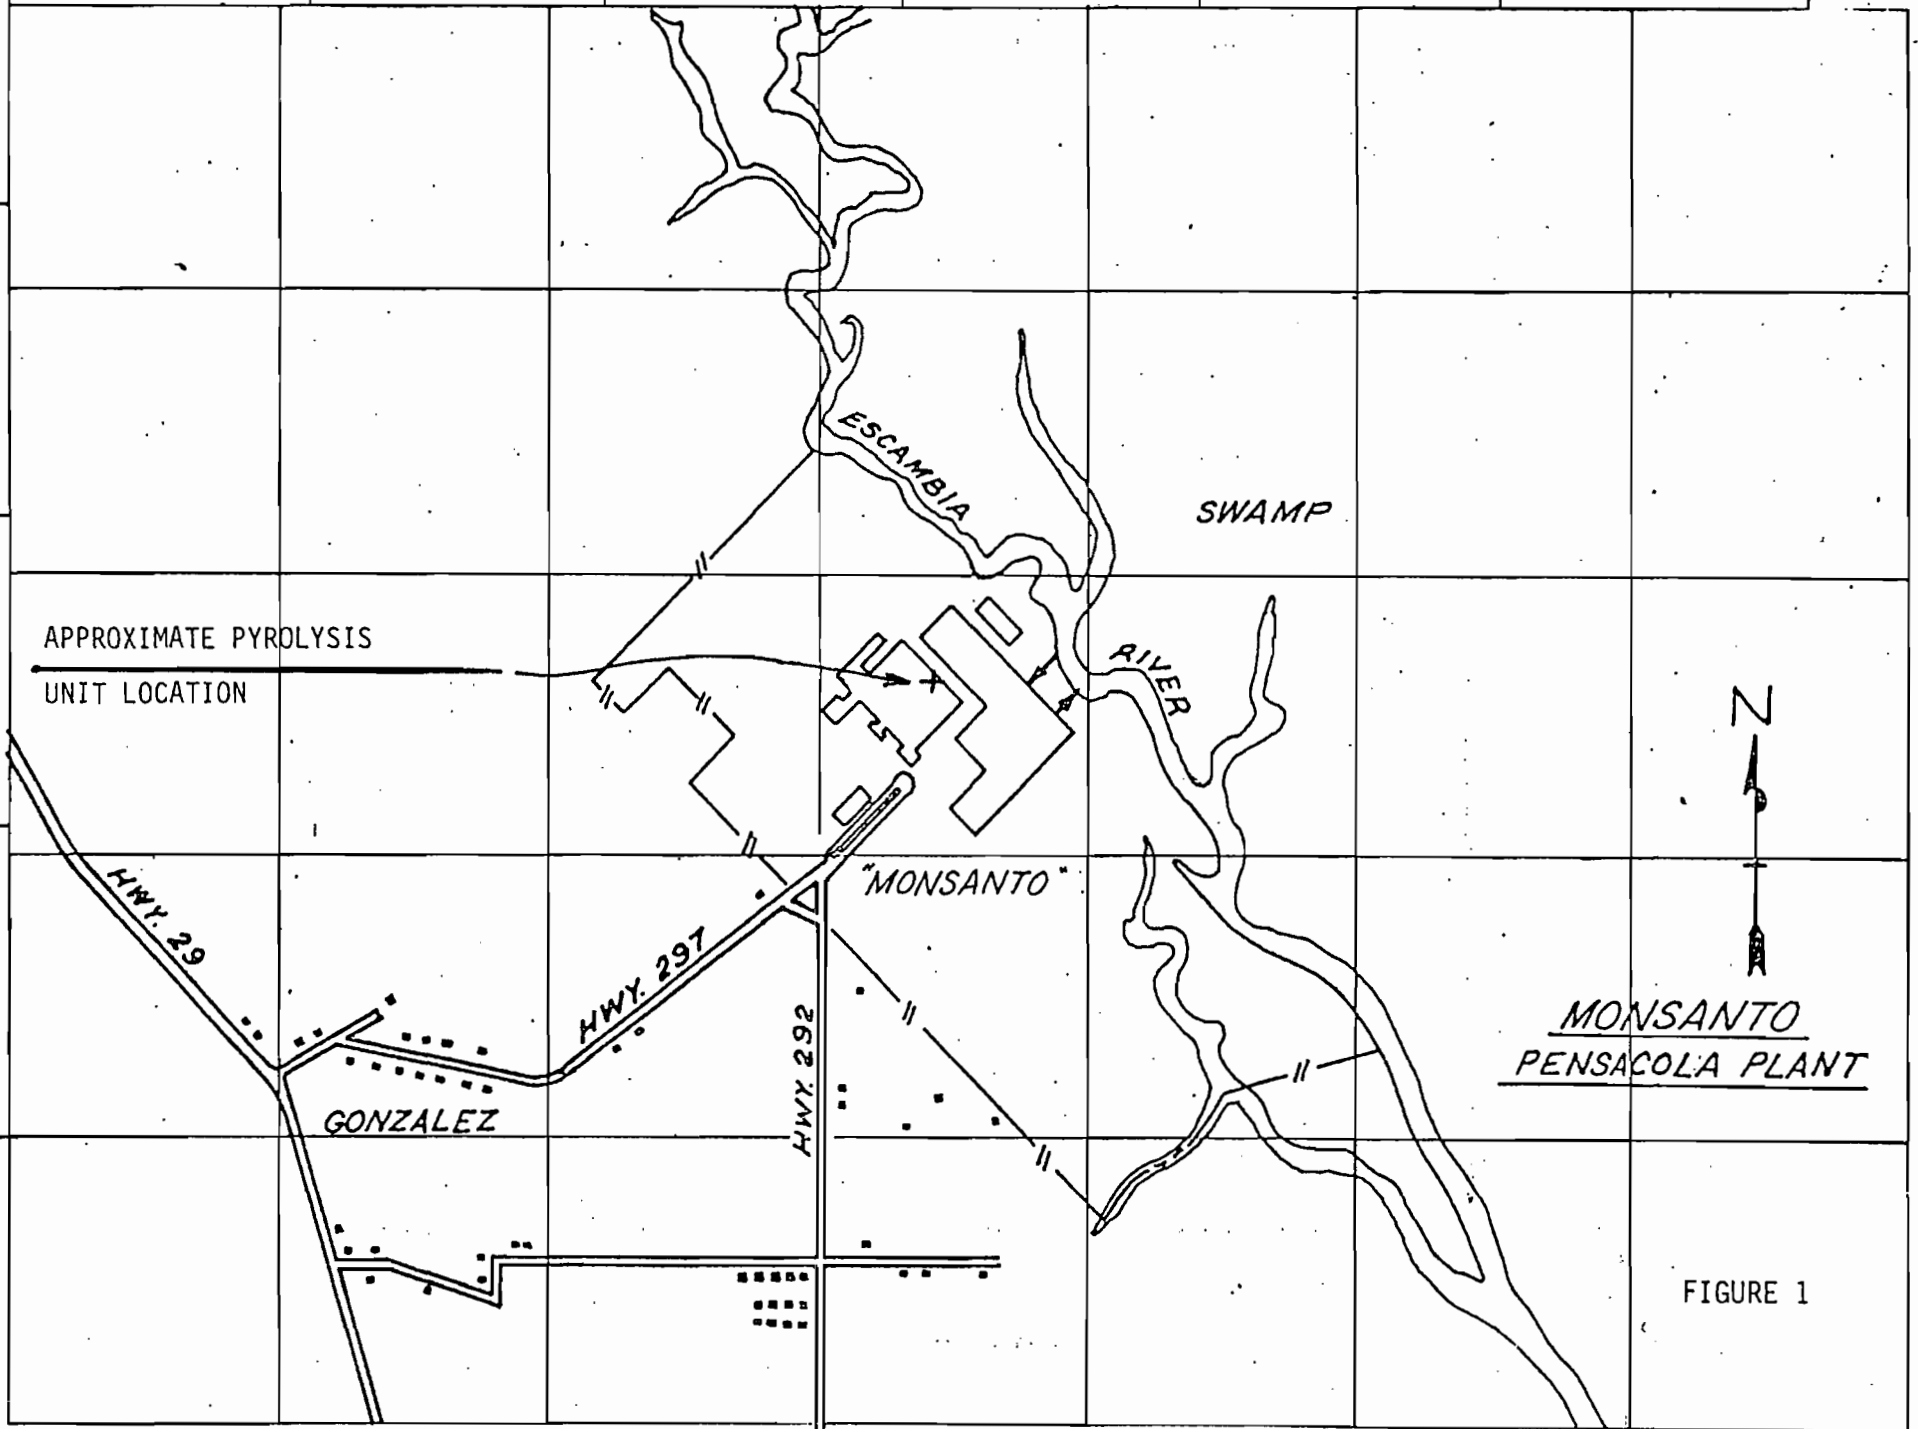 ESCAMBIA
SWAMP
APPROXIMATE PYROLYSIS
UNIT LOCATION
RIVER
N
"MONSANTO"
HWY. 29
HWY. 297
HWY. 292
MONSANTO
PENSACOLA PLANT
GONZALEZ
FIGURE 1